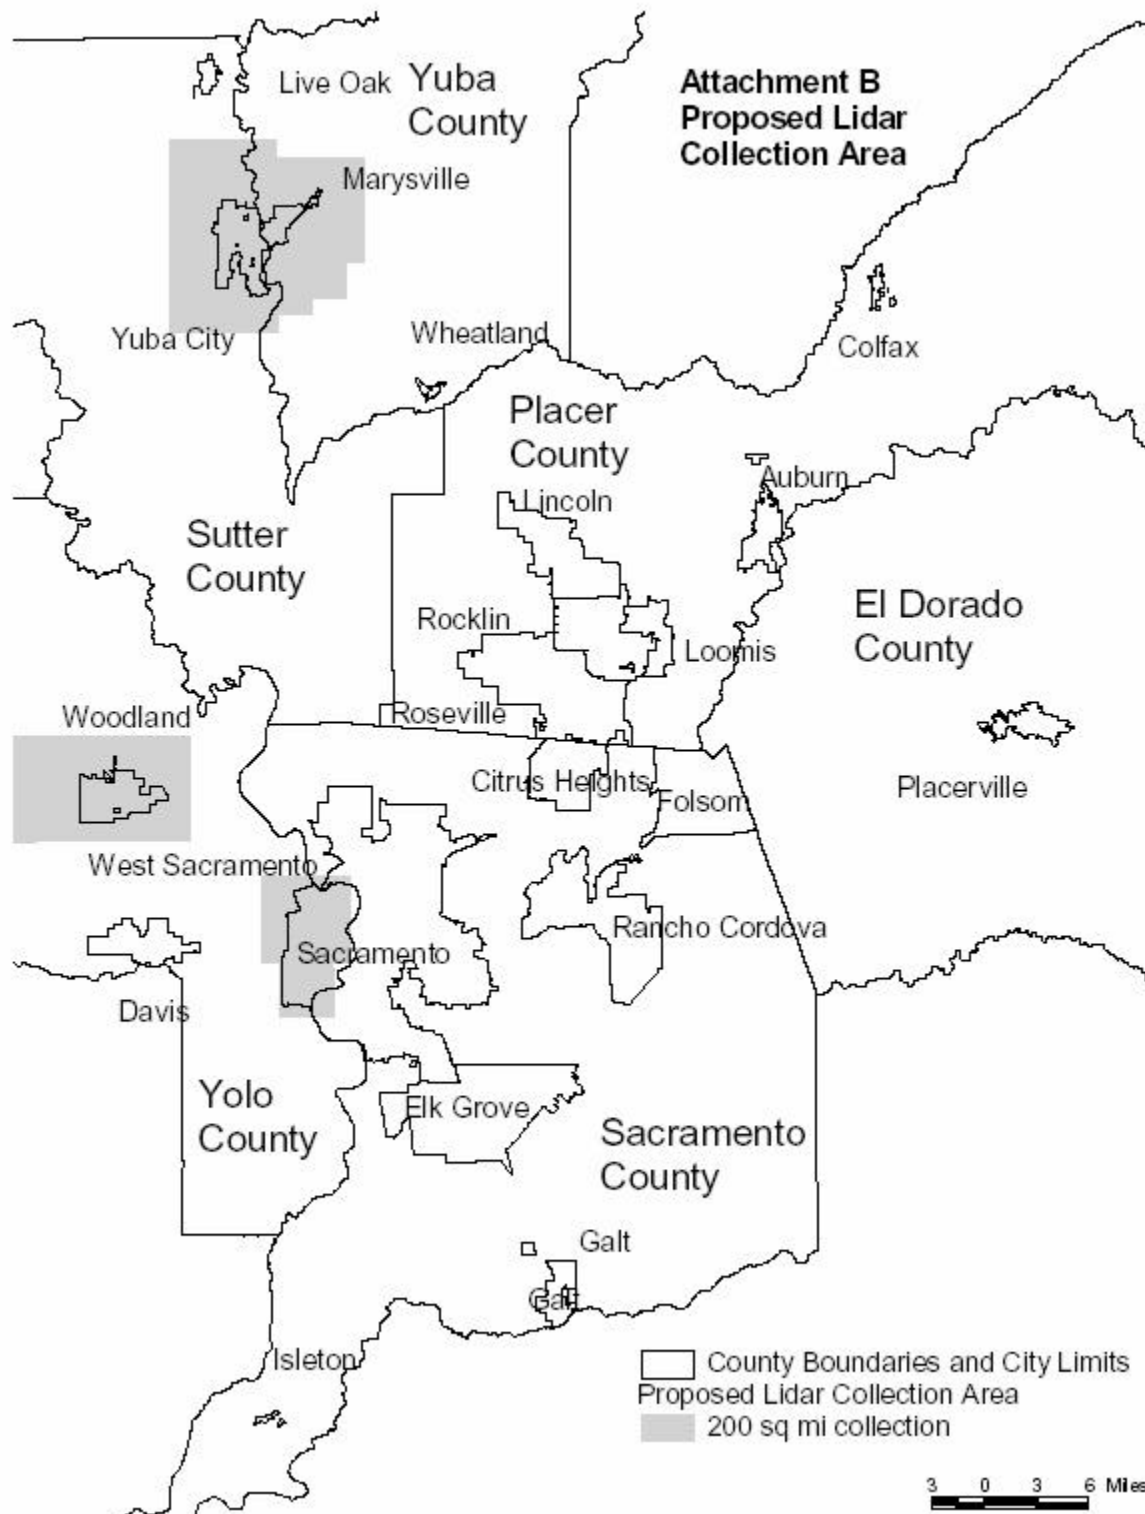 Live Oak
Yuba
County
Attachment B
Proposed Lidar
Collection Area
Marysville
Yuba City
Wheatland
Colfax
Placer
County
Auburn
Lincoln
Sutter
County
El Dorado
County
Rocklin
Loomis
Woodland
Roseville
Citrus Heights
Folsom
Placerville
West Sacramento
Sacramento
Rancho Cordova
Davis
Yolo
County
Elk Grove
Sacramento
County
Galt
Galt
Isleton
County Boundaries and City Limits
Proposed Lidar Collection Area
200 sq mi collection
3 0 3 6 Miles